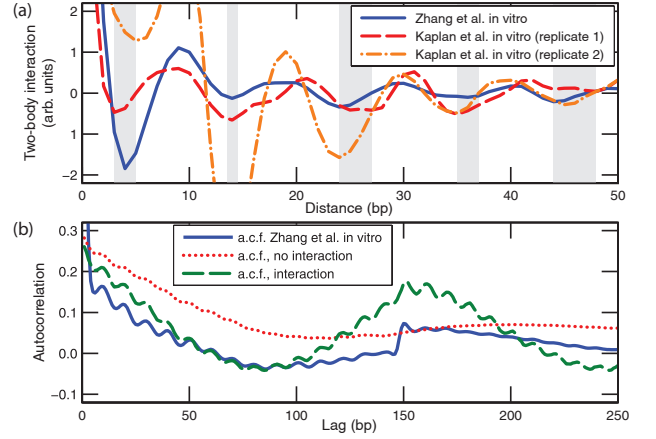 (a)
Two-body interaction
(arb. units)
2
1
0
1
−2
Zhang et al. in vitro
Kaplan et al. in vitro (replicate 1)
Kaplan et al. in vitro (replicate 2)
0 10 20 30 40 50
Distance (bp)
(b)
Autocorrelation
0.3
0.2
0.1
0.0
−0.1
a.c.f. Zhang et al. in vitro
a.c.f., no interaction
a.c.f., interaction
0 50 100 150 200 250
Lag (bp)